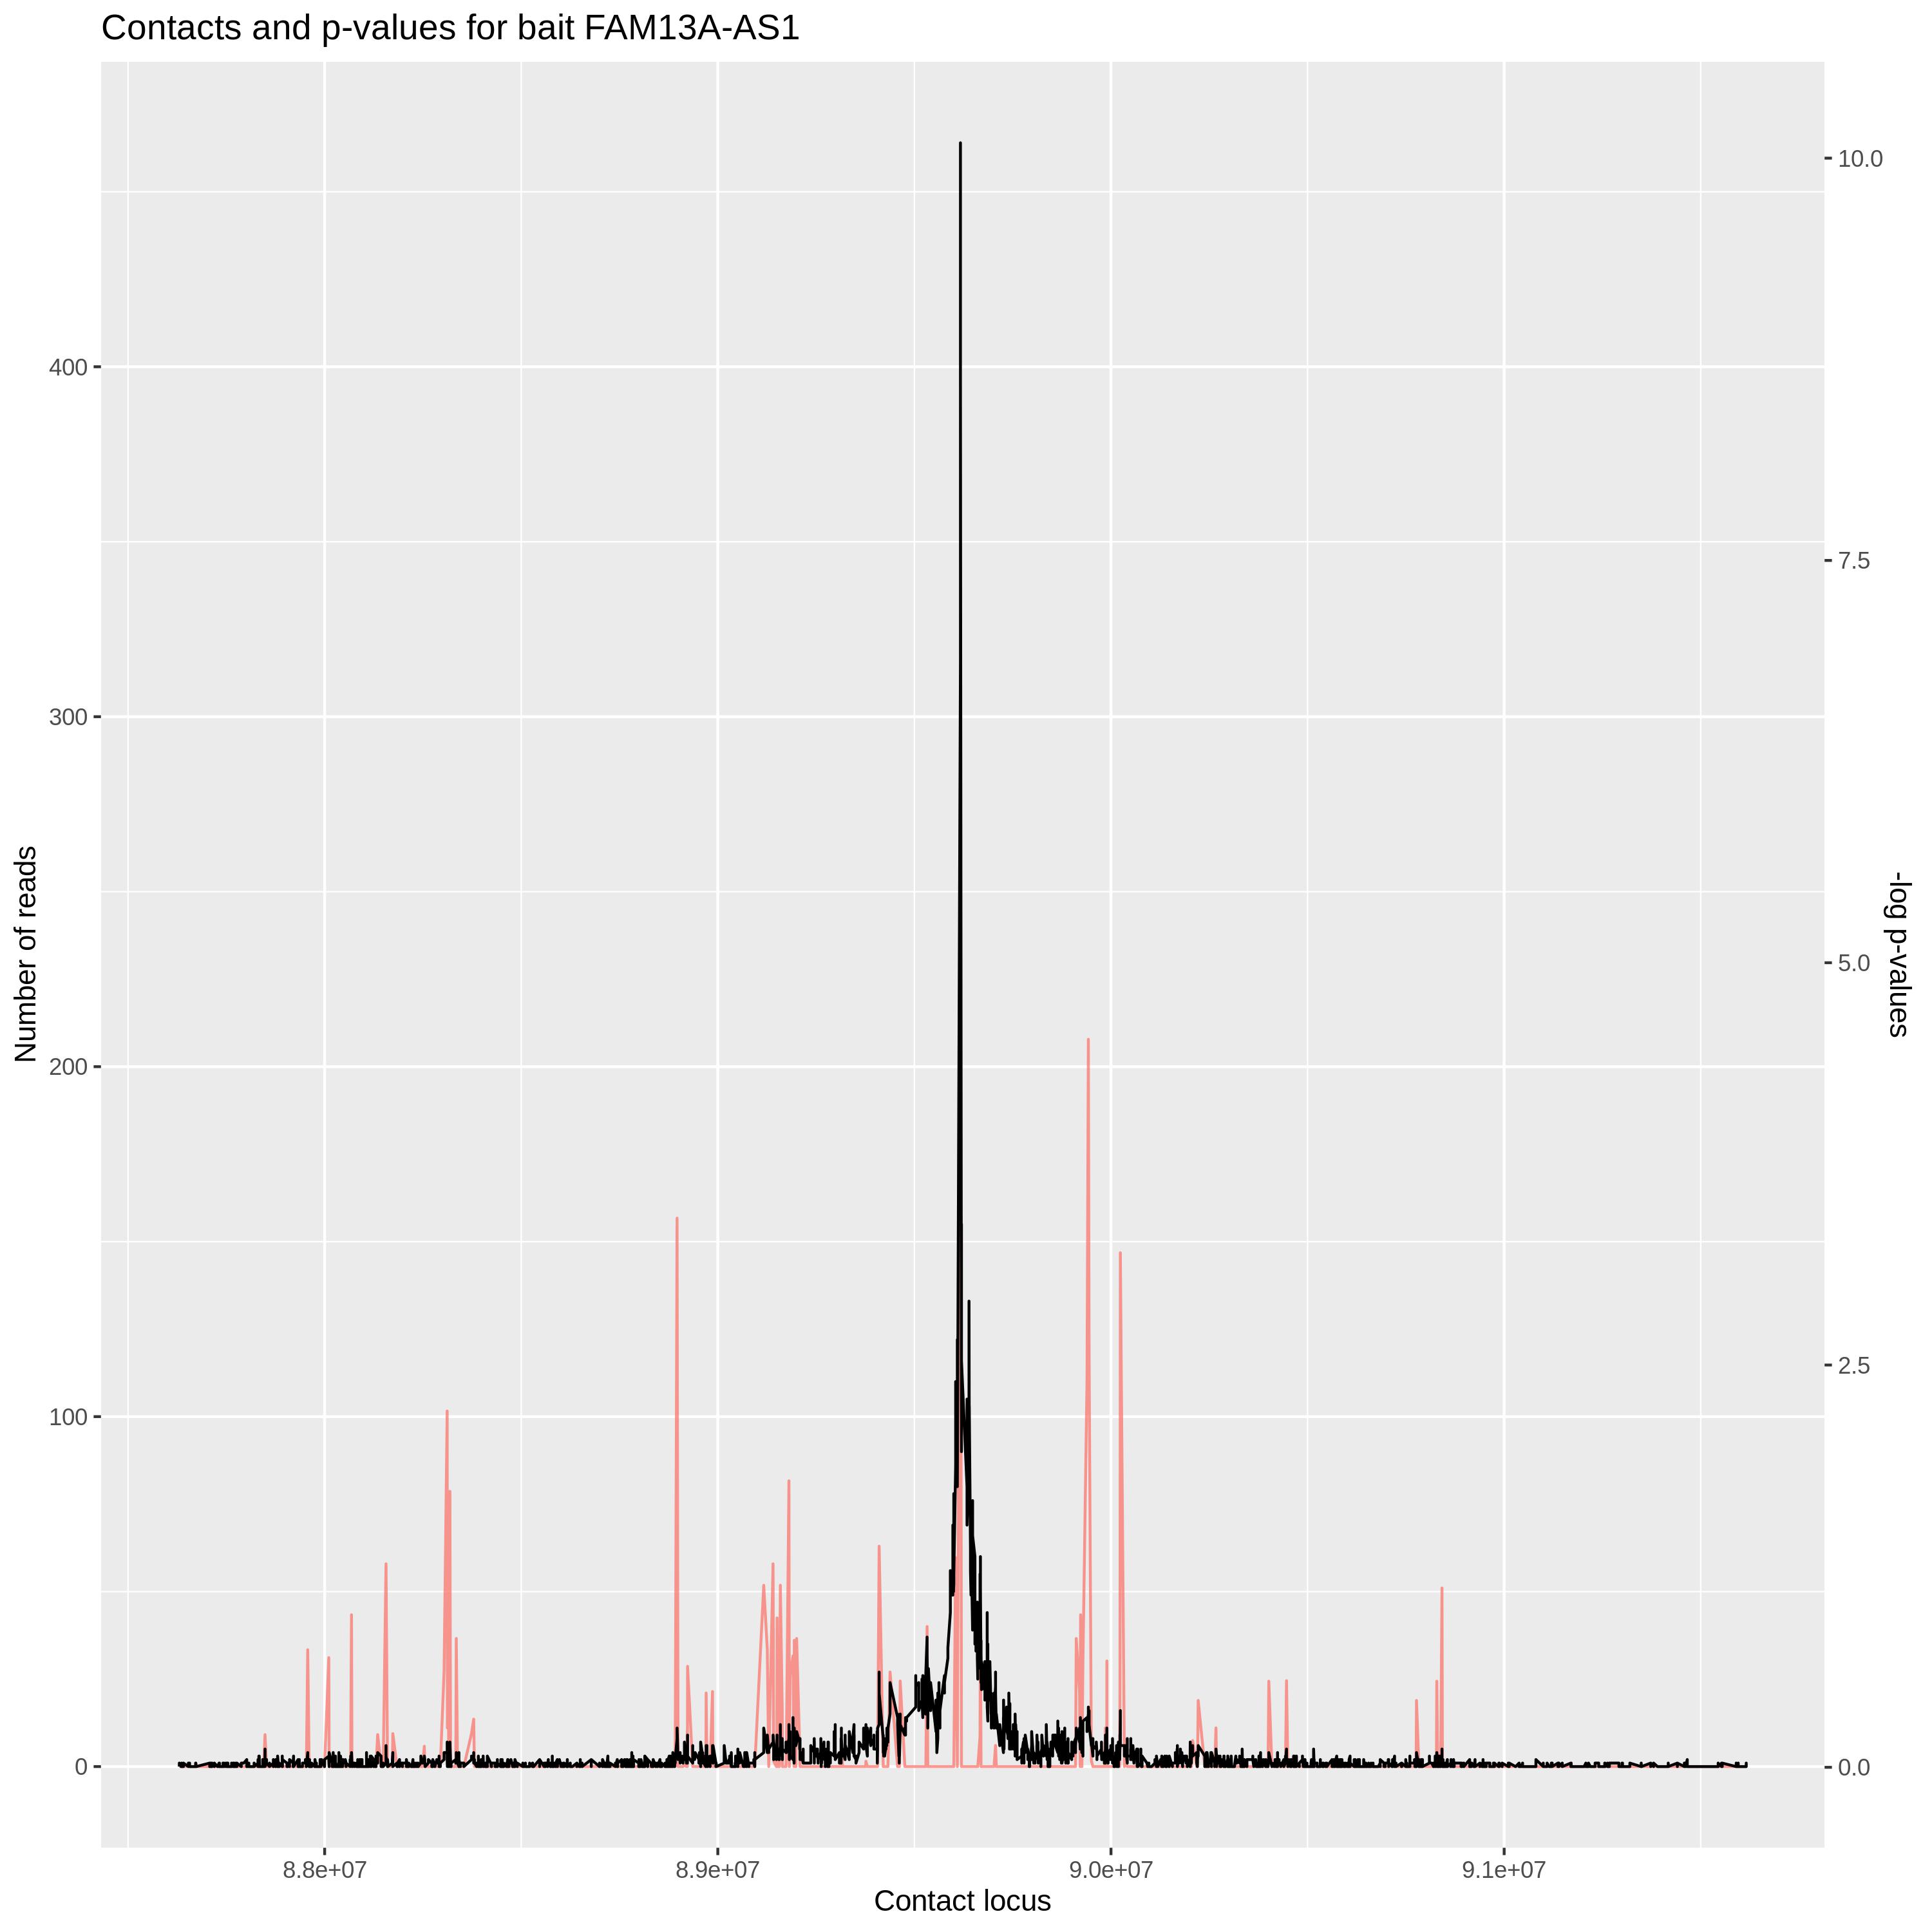 Contacts and p-values for bait FAM13A-AS1
400
300
200
100
0
Number of reads
10.0
7.5
5.0
2.5
0.0
-log p-values
8.8e+07
8.9e+07
9.0e+07
9.1e+07
Contact locus